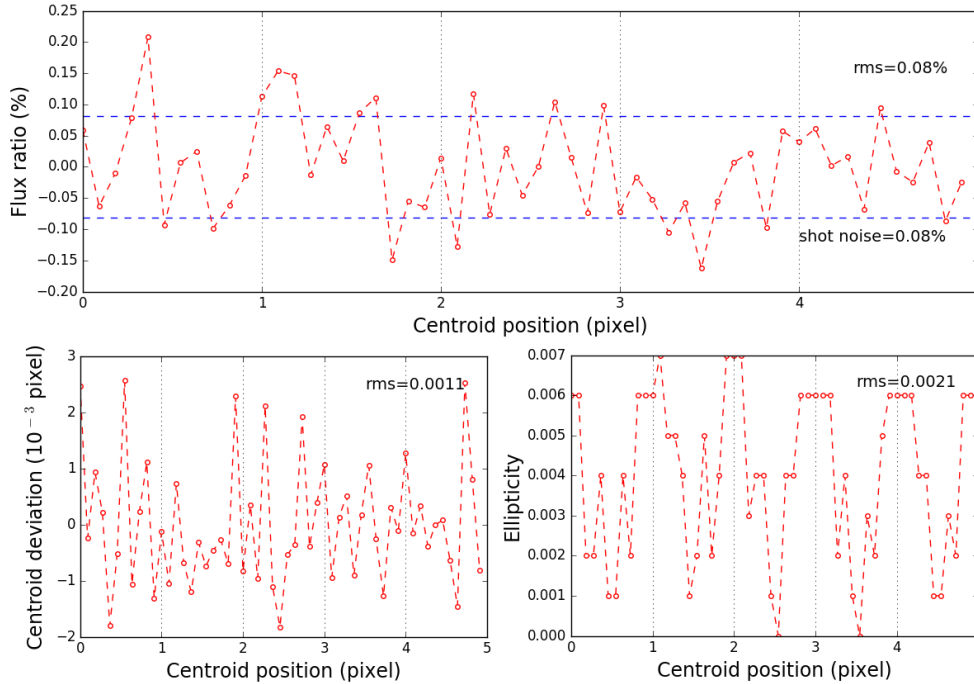 0.25
0.20
0.15
0.10
0.05
0.00
−0.05
−0.10
−0.15
−0.20
Flux ratio (%)
rms=0.08%
shot noise=0.08%
0 1 2 3 4
Centroid position (pixel)
3
2
1
0
−1
−2
Centroid deviation (10⁻³ pixel)
rms=0.0011
0 1 2 3 4 5
Centroid position (pixel)
0.007
0.006
0.005
0.004
0.003
0.002
0.001
0.000
Ellipticity
rms=0.0021
0 1 2 3 4
Centroid position (pixel)